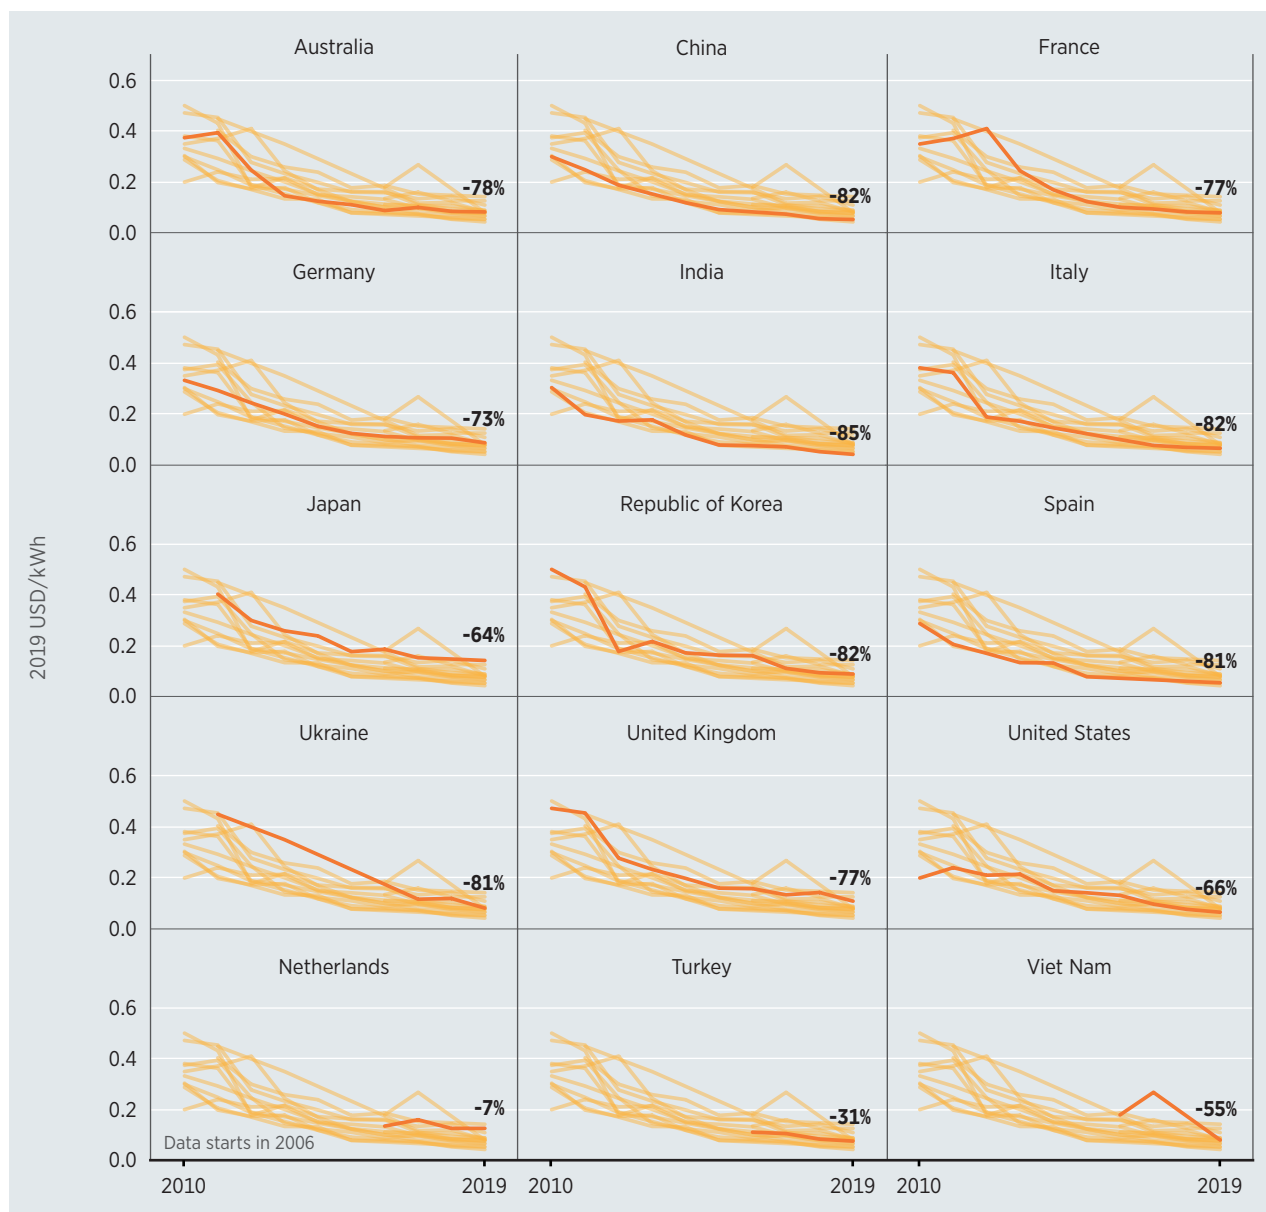 Australia
China
France
0.6
0.4
0.2
0.0
-78%
-82%
-77%
Germany
India
Italy
0.6
0.4
0.2
0.0
-73%
-85%
-82%
Japan
Republic of Korea
Spain
0.6
0.4
0.2
0.0
-64%
-82%
-81%
2019 USD/kWh
Ukraine
United Kingdom
United States
0.6
0.4
0.2
0.0
-81%
-77%
-66%
Netherlands
Turkey
Viet Nam
0.6
0.4
0.2
0.0
-7%
-31%
-55%
Data starts in 2006
2010
2019
2010
2019
2010
2019